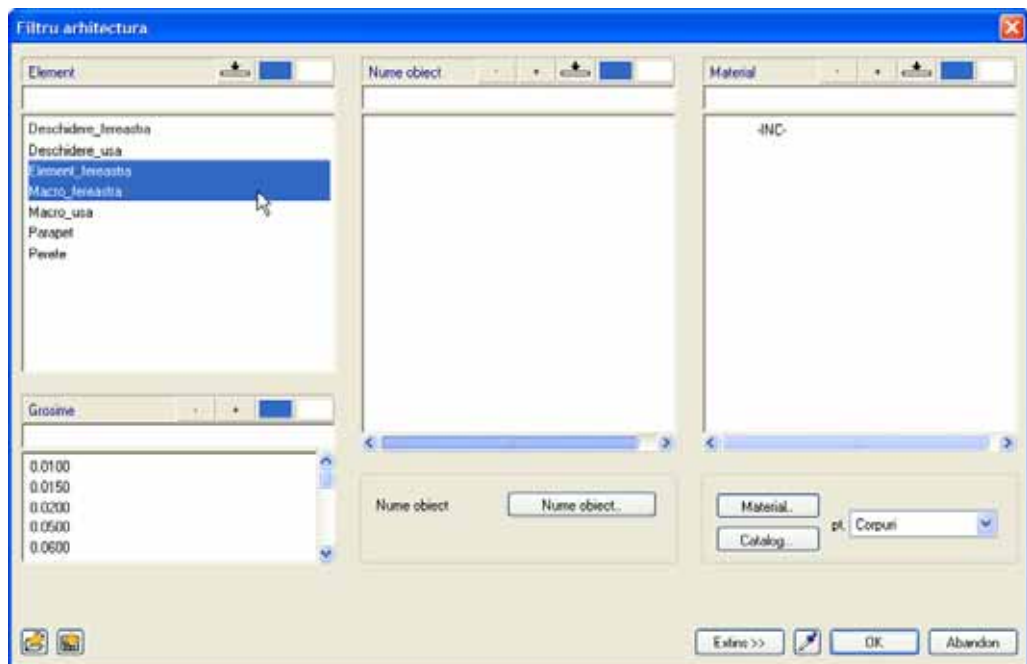 Filtru arhitectura
Element
Deschidere_fereastra
Deschidere_usa
Element_fereastra
Macro_fereastra
Macro_usa
Parapet
Perete
Grosime
0.0100
0.0150
0.0200
0.0500
0.0600
Nume obiect
Nume obiect Nume obiect..
Material
-INC-
Material..
Catalog...
pt. Corpuri
Extins >> OK Abandon